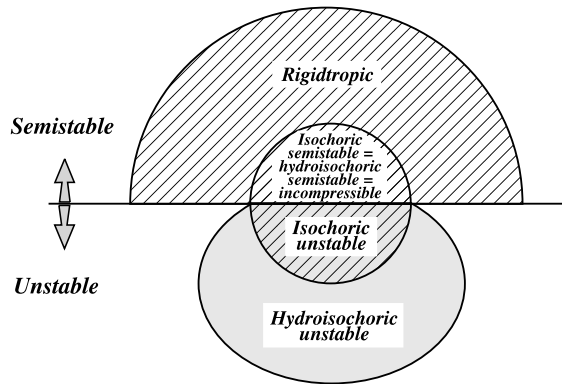 Rigidtropic
Semistable
Isochoric
semistable =
hydroisochoric
semistable =
incompressible
Isochoric
unstable
Unstable
Hydroisochoric
unstable